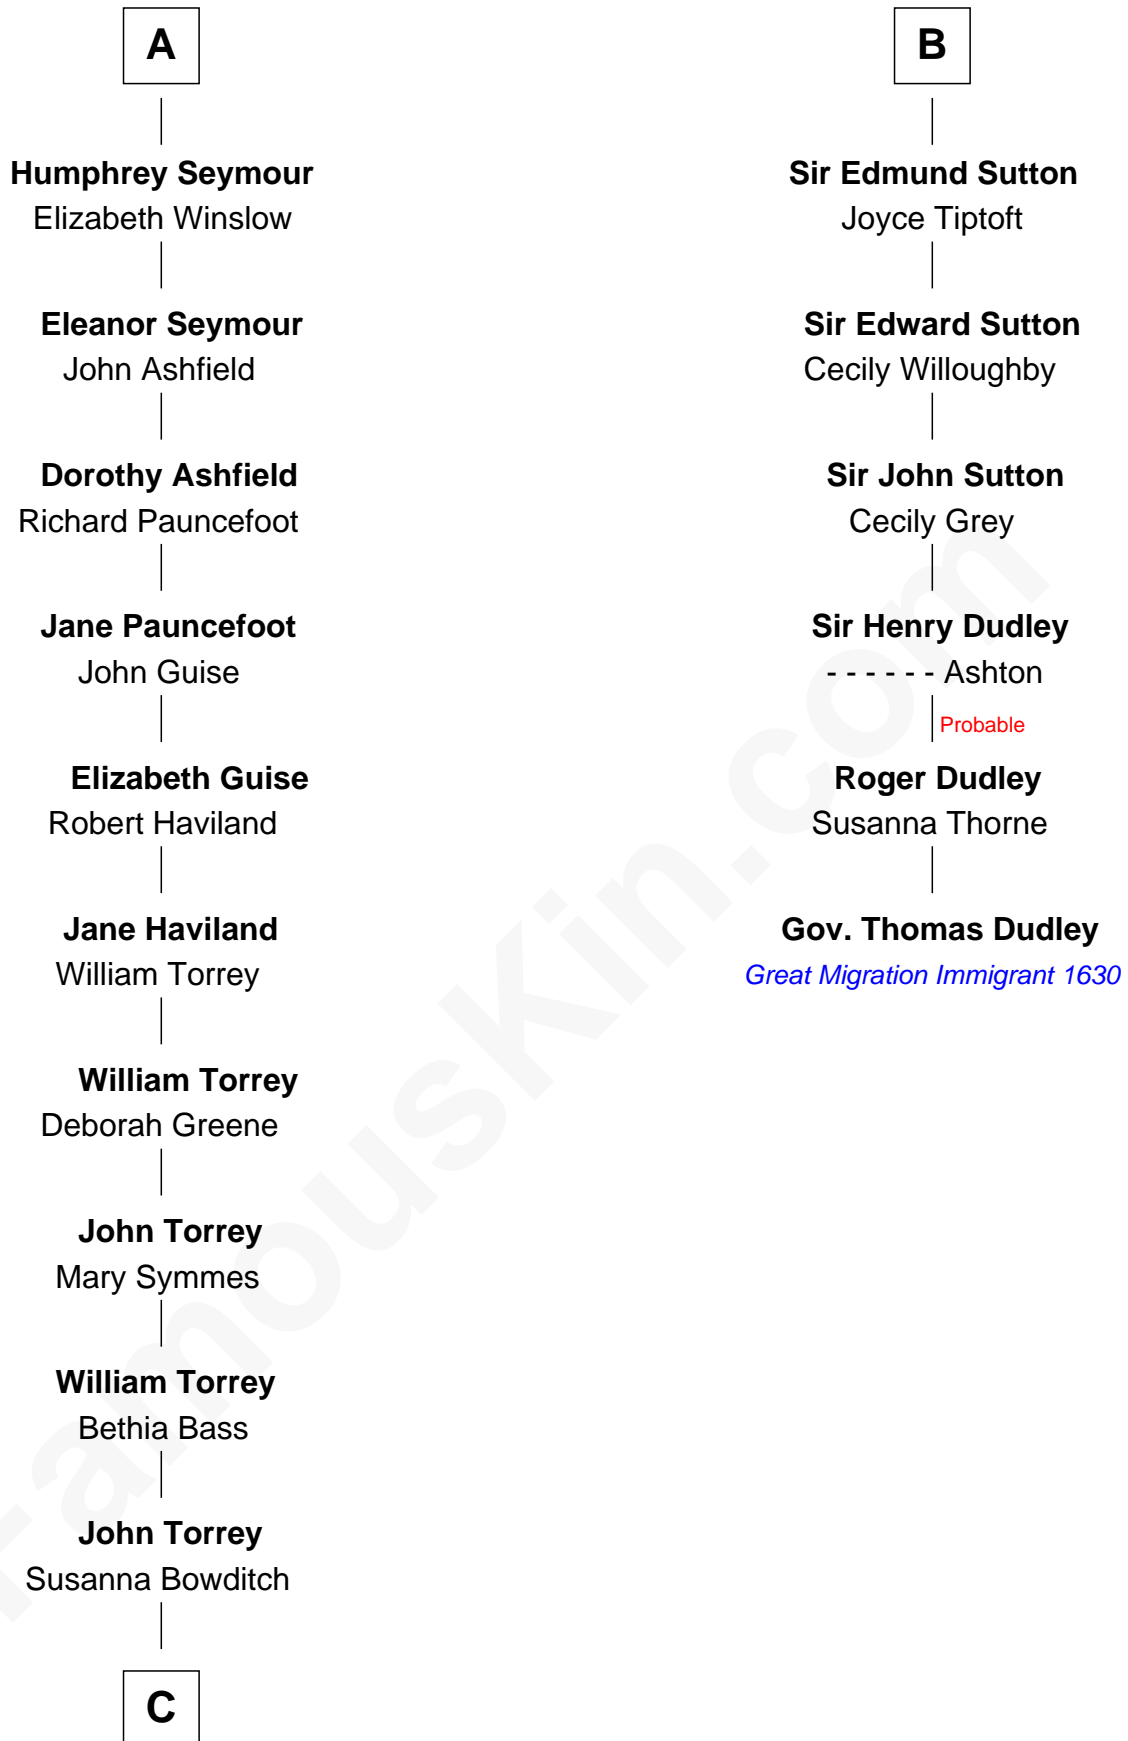 A
Humphrey Seymour
Elizabeth Winslow
Eleanor Seymour
John Ashfield
Dorothy Ashfield
Richard Pauncefoot
Jane Pauncefoot
John Guise
Elizabeth Guise
Robert Haviland
Jane Haviland
William Torrey
William Torrey
Deborah Greene
John Torrey
Mary Symmes
William Torrey
Bethia Bass
John Torrey
Susanna Bowditch
C
B
Sir Edmund Sutton
Joyce Tiptoft
Sir Edward Sutton
Cecily Willoughby
Sir John Sutton
Cecily Grey
Sir Henry Dudley
- - - - - - Ashton
Probable
Roger Dudley
Susanna Thorne
Gov. Thomas Dudley
Great Migration Immigrant 1630
FamousKin.com